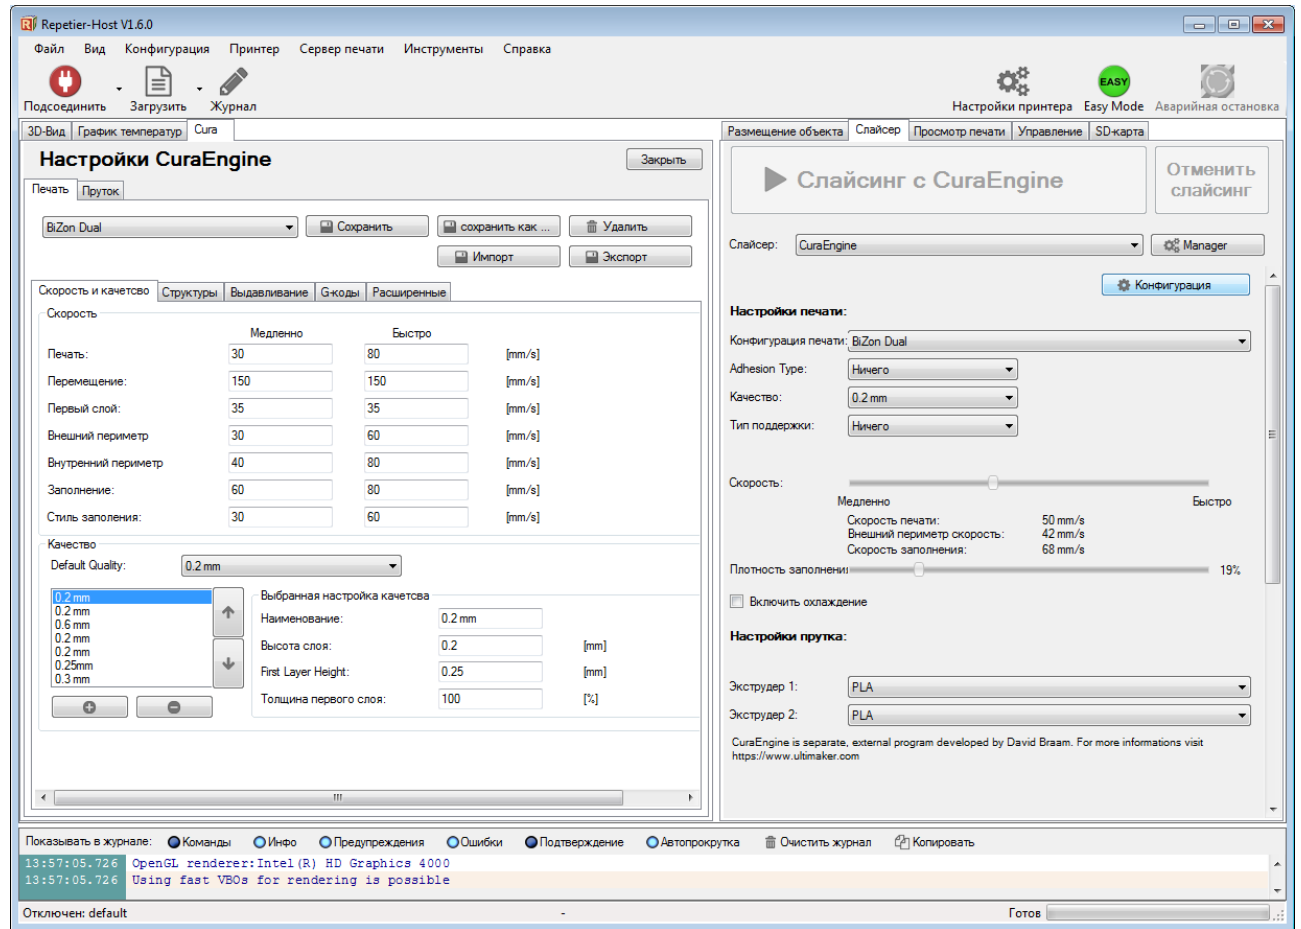 Repetier-Host V1.6.0
Файл Вид Конфигурация Принтер Сервер печати Инструменты Справка
EASY
Подсоединить Загрузить Журнал Настройки принтера Easy Mode Аварийная остановка
3D-Вид График температур Cura
Размещение объекта Слайсер Просмотр печати Управление SD-карта
Настройки CuraEngine Закрыть
Печать Пруток
BiZon Dual Сохранить сохранить как ... Удалить
Импорт Экспорт
Скорость и качетсво Структуры Выдавливание G-коды Расширенные
Скорость
Медленно Быстро
Печать: 30 80 [mm/s]
Перемещение: 150 150 [mm/s]
Первый слой: 35 35 [mm/s]
Внешний периметр 30 60 [mm/s]
Внутренний периметр 40 80 [mm/s]
Заполнение: 60 80 [mm/s]
Стиль заполения: 30 60 [mm/s]
Качество
Default Quality: 0.2 mm
0.2 mm
0.2 mm
0.6 mm
0.2 mm
0.2 mm
0.25mm
0.3 mm
Выбранная настройка качетсва
Наименование: 0.2 mm
Высота слоя: 0.2 [mm]
First Layer Height: 0.25 [mm]
Толщина первого слоя: 100 [%]
Слайсинг с CuraEngine
Отменить
слайсинг
Слайсер: CuraEngine Manager
Конфигурация
Настройки печати:
Конфигурация печати: BiZon Dual
Adhesion Type: Ничего
Качество: 0.2 mm
Тип поддержки: Ничего
Скорость:
Медленно Быстро
Скорость печати: 50 mm/s
Внешний периметр скорость: 42 mm/s
Скорость заполнения: 68 mm/s
Плотность заполнени 19%
Включить охлаждение
Настройки прутка:
Экструдер 1: PLA
Экструдер 2: PLA
CuraEngine is separate, external program developed by David Braam. For more informations visit
https://www.ultimaker.com
Показывать в журнале: Команды Инфо Предупреждения Ошибки Подтверждение Автопрокрутка Очистить журнал Копировать
13:57:05.726 OpenGL renderer:Intel(R) HD Graphics 4000
13:57:05.726 Using fast VBOs for rendering is possible
Отключен: default - Готов